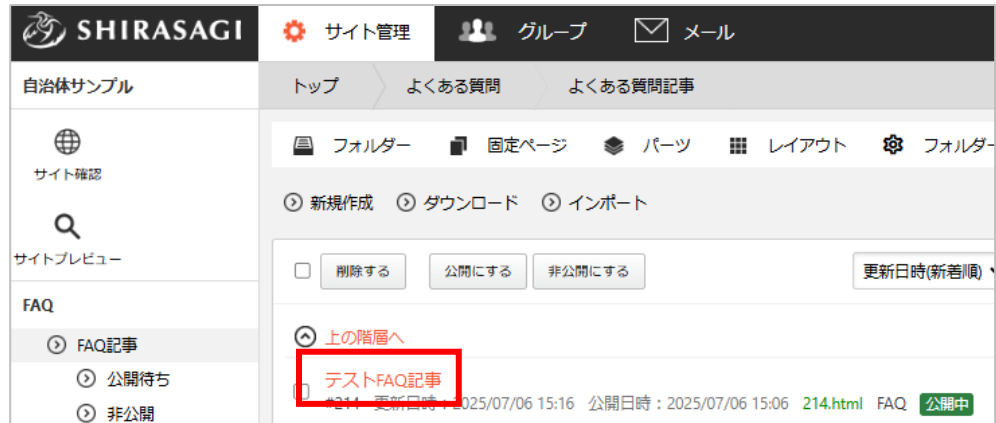 SHIRASAGI サイト管理 グループ メール
自治体サンプル トップ よくある質問 よくある質問記事
フォルダー 固定ページ パーツ レイアウト フォルダー
サイト確認
新規作成 ダウンロード インポート
サイトプレビュー
削除する 公開にする 非公開にする 更新日時(新着順)
FAQ
上の階層へ
FAQ記事
テストFAQ記事
公開待ち
#214 更新日時：2025/07/06 15:16 公開日時：2025/07/06 15:06 214.html FAQ 公開中
非公開